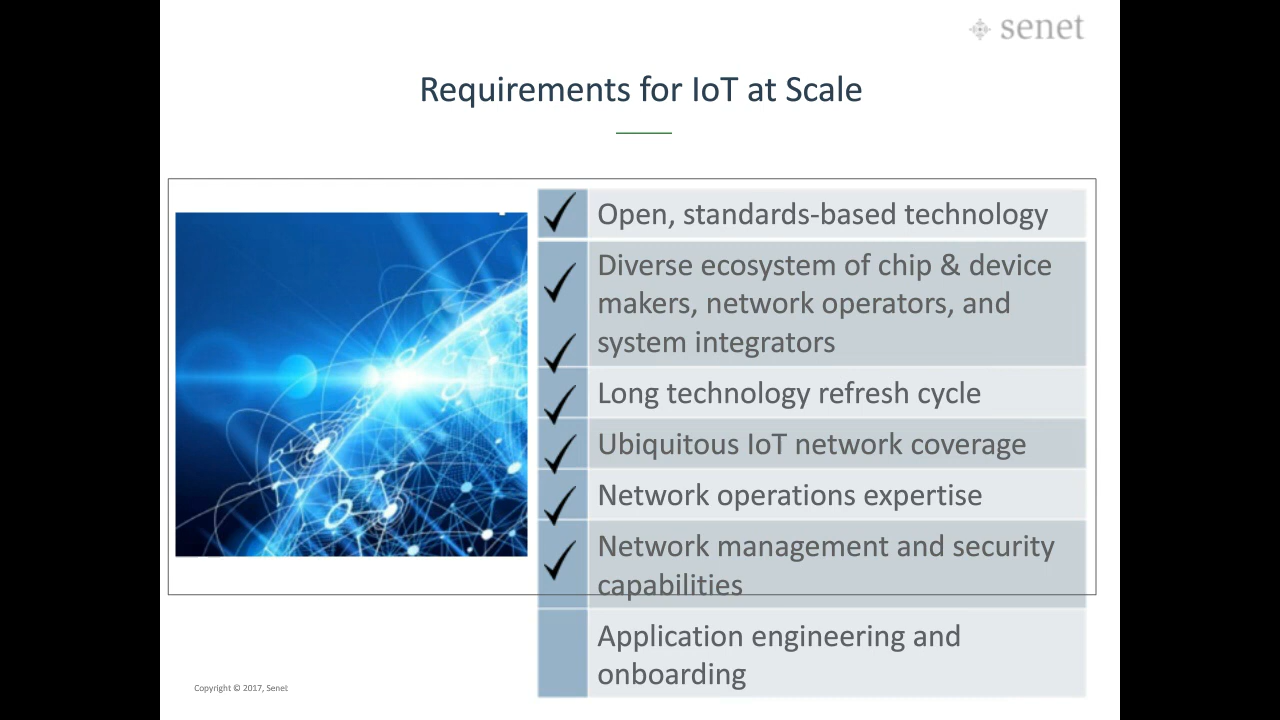 senet
Requirements for IoT at Scale
Open, standards-based technology
Diverse ecosystem of chip & device
makers, network operators, and
system integrators
Long technology refresh cycle
Ubiquitous IoT network coverage
Network operations expertise
Network management and security
capabilities
Application engineering and
onboarding
Copyright © 2017, Senet